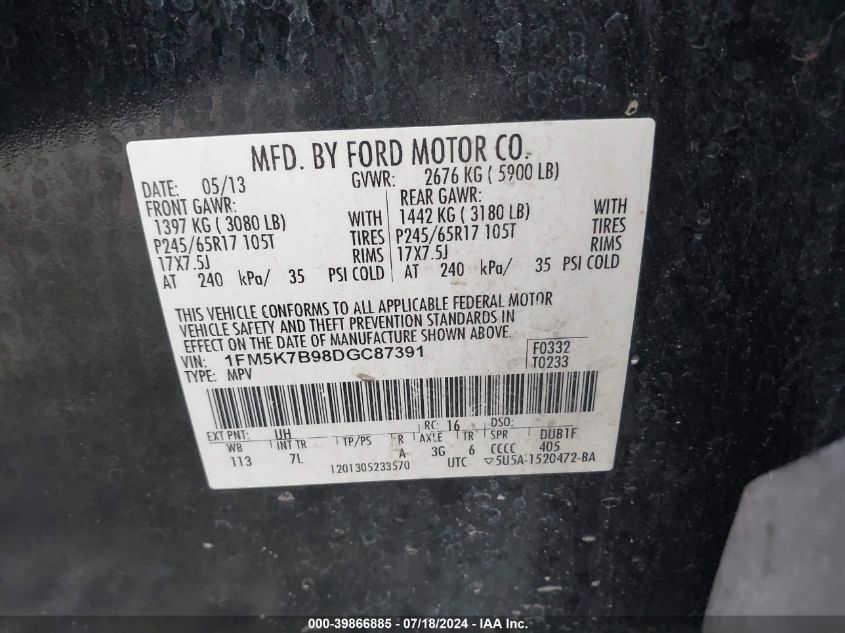 MFD. BY FORD MOTOR CO.
DATE: 05/13 GVWR: 2676 KG ( 5900 LB)
FRONT GAWR: REAR GAWR:
1397 KG ( 3080 LB) WITH 1442 KG ( 3180 LB) WITH
P245/65R17 105T TIRES P245/65R17 105T TIRES
17X7.5J RIMS 17X7.5J RIMS
AT 240 kPa/ 35 PSI COLD AT 240 kPa/ 35 PSI COLD
THIS VEHICLE CONFORMS TO ALL APPLICABLE FEDERAL MOTOR
VEHICLE SAFETY AND THEFT PREVENTION STANDARDS IN
EFFECT ON THE DATE OF MANUFACTURE SHOWN ABOVE.
VIN: 1FM5K7B98DGC87391 F0332
TYPE: MPV T0233
EXT PNT: UH RC: 16 DSO:
WB INT TR TP/PS R AXLE TR SPR DUB1F
113 7L A 3G 6 CCCC 405
1201305233570 UTC ▽5U5A-1520472-BA
000-39866885 - 07/18/2024 - IAAI.com